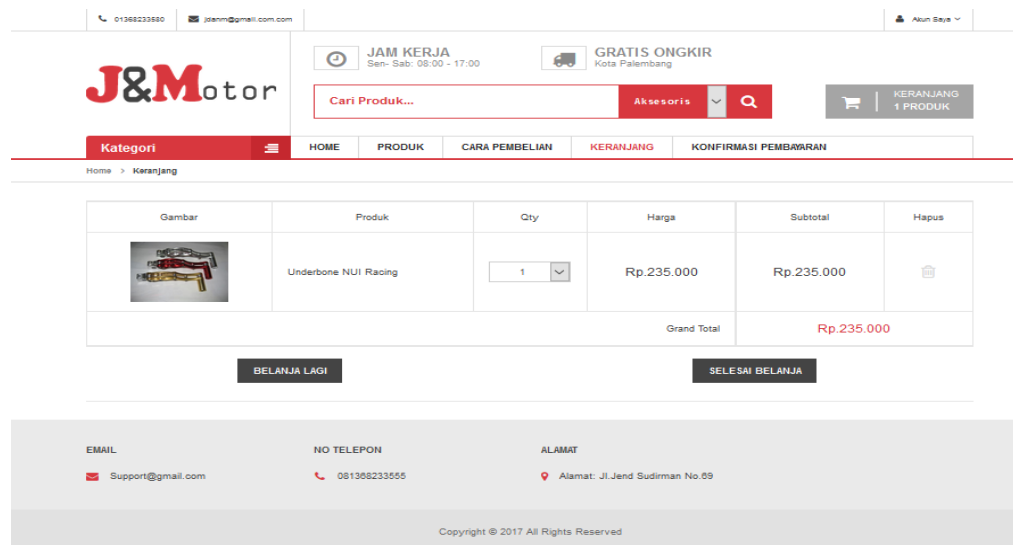 01368233580 jdanm@gmail.com.com Akun Saya
J&Motor
JAM KERJA
Sen- Sab: 08:00 - 17:00
GRATIS ONGKIR
Kota Palembang
Cari Produk... Aksesoris
KERANJANG
1 PRODUK
Kategori HOME PRODUK CARA PEMBELIAN KERANJANG KONFIRMASI PEMBAYARAN
Home > Keranjang
Gambar Produk Qty Harga Subtotal Hapus
Underbone NUI Racing 1 Rp.235.000 Rp.235.000
Grand Total Rp.235.000
BELANJA LAGI SELESAI BELANJA
EMAIL NO TELEPON ALAMAT
Support@gmail.com 081368233555 Alamat: Jl.Jend Sudirman No.69
Copyright © 2017 All Rights Reserved